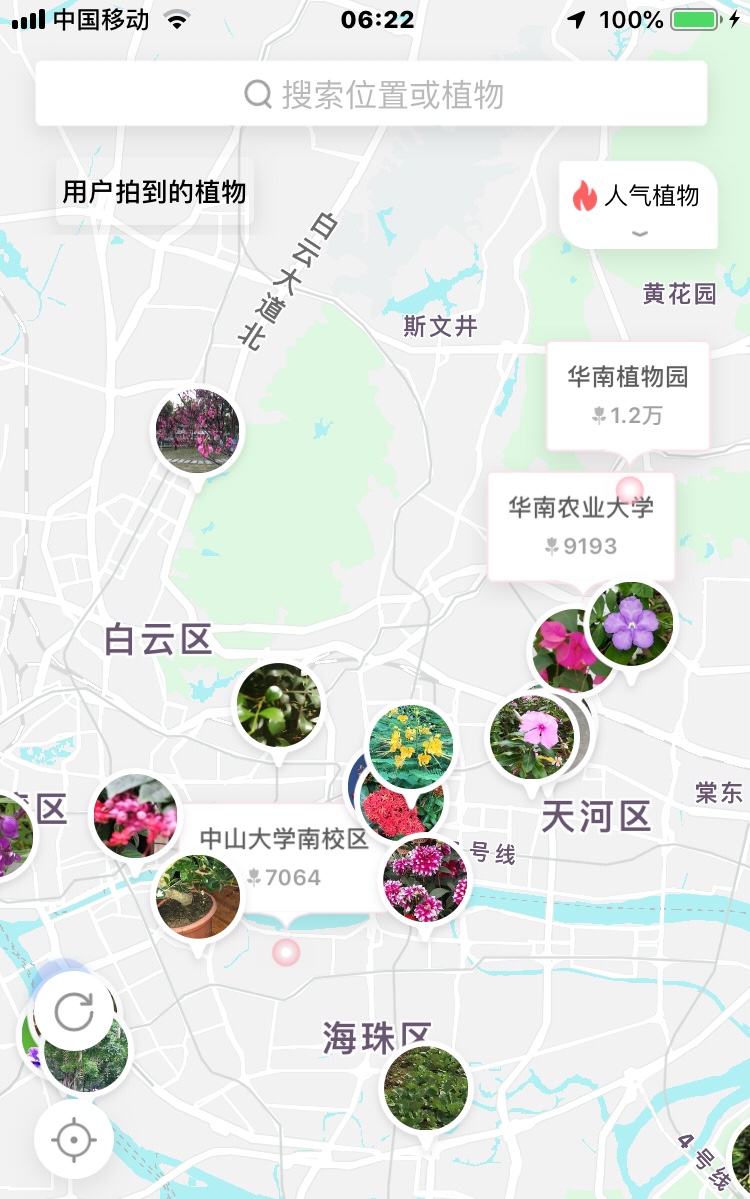 中国移动
06:22
100%
搜索位置或植物
用户拍到的植物
人气植物
白云大道北
黄花园
斯文井
华南植物园
1.2万
华南农业大学
9193
白云区
棠东
区
天河区
中山大学南校区
7064
号线
海珠区
4号线